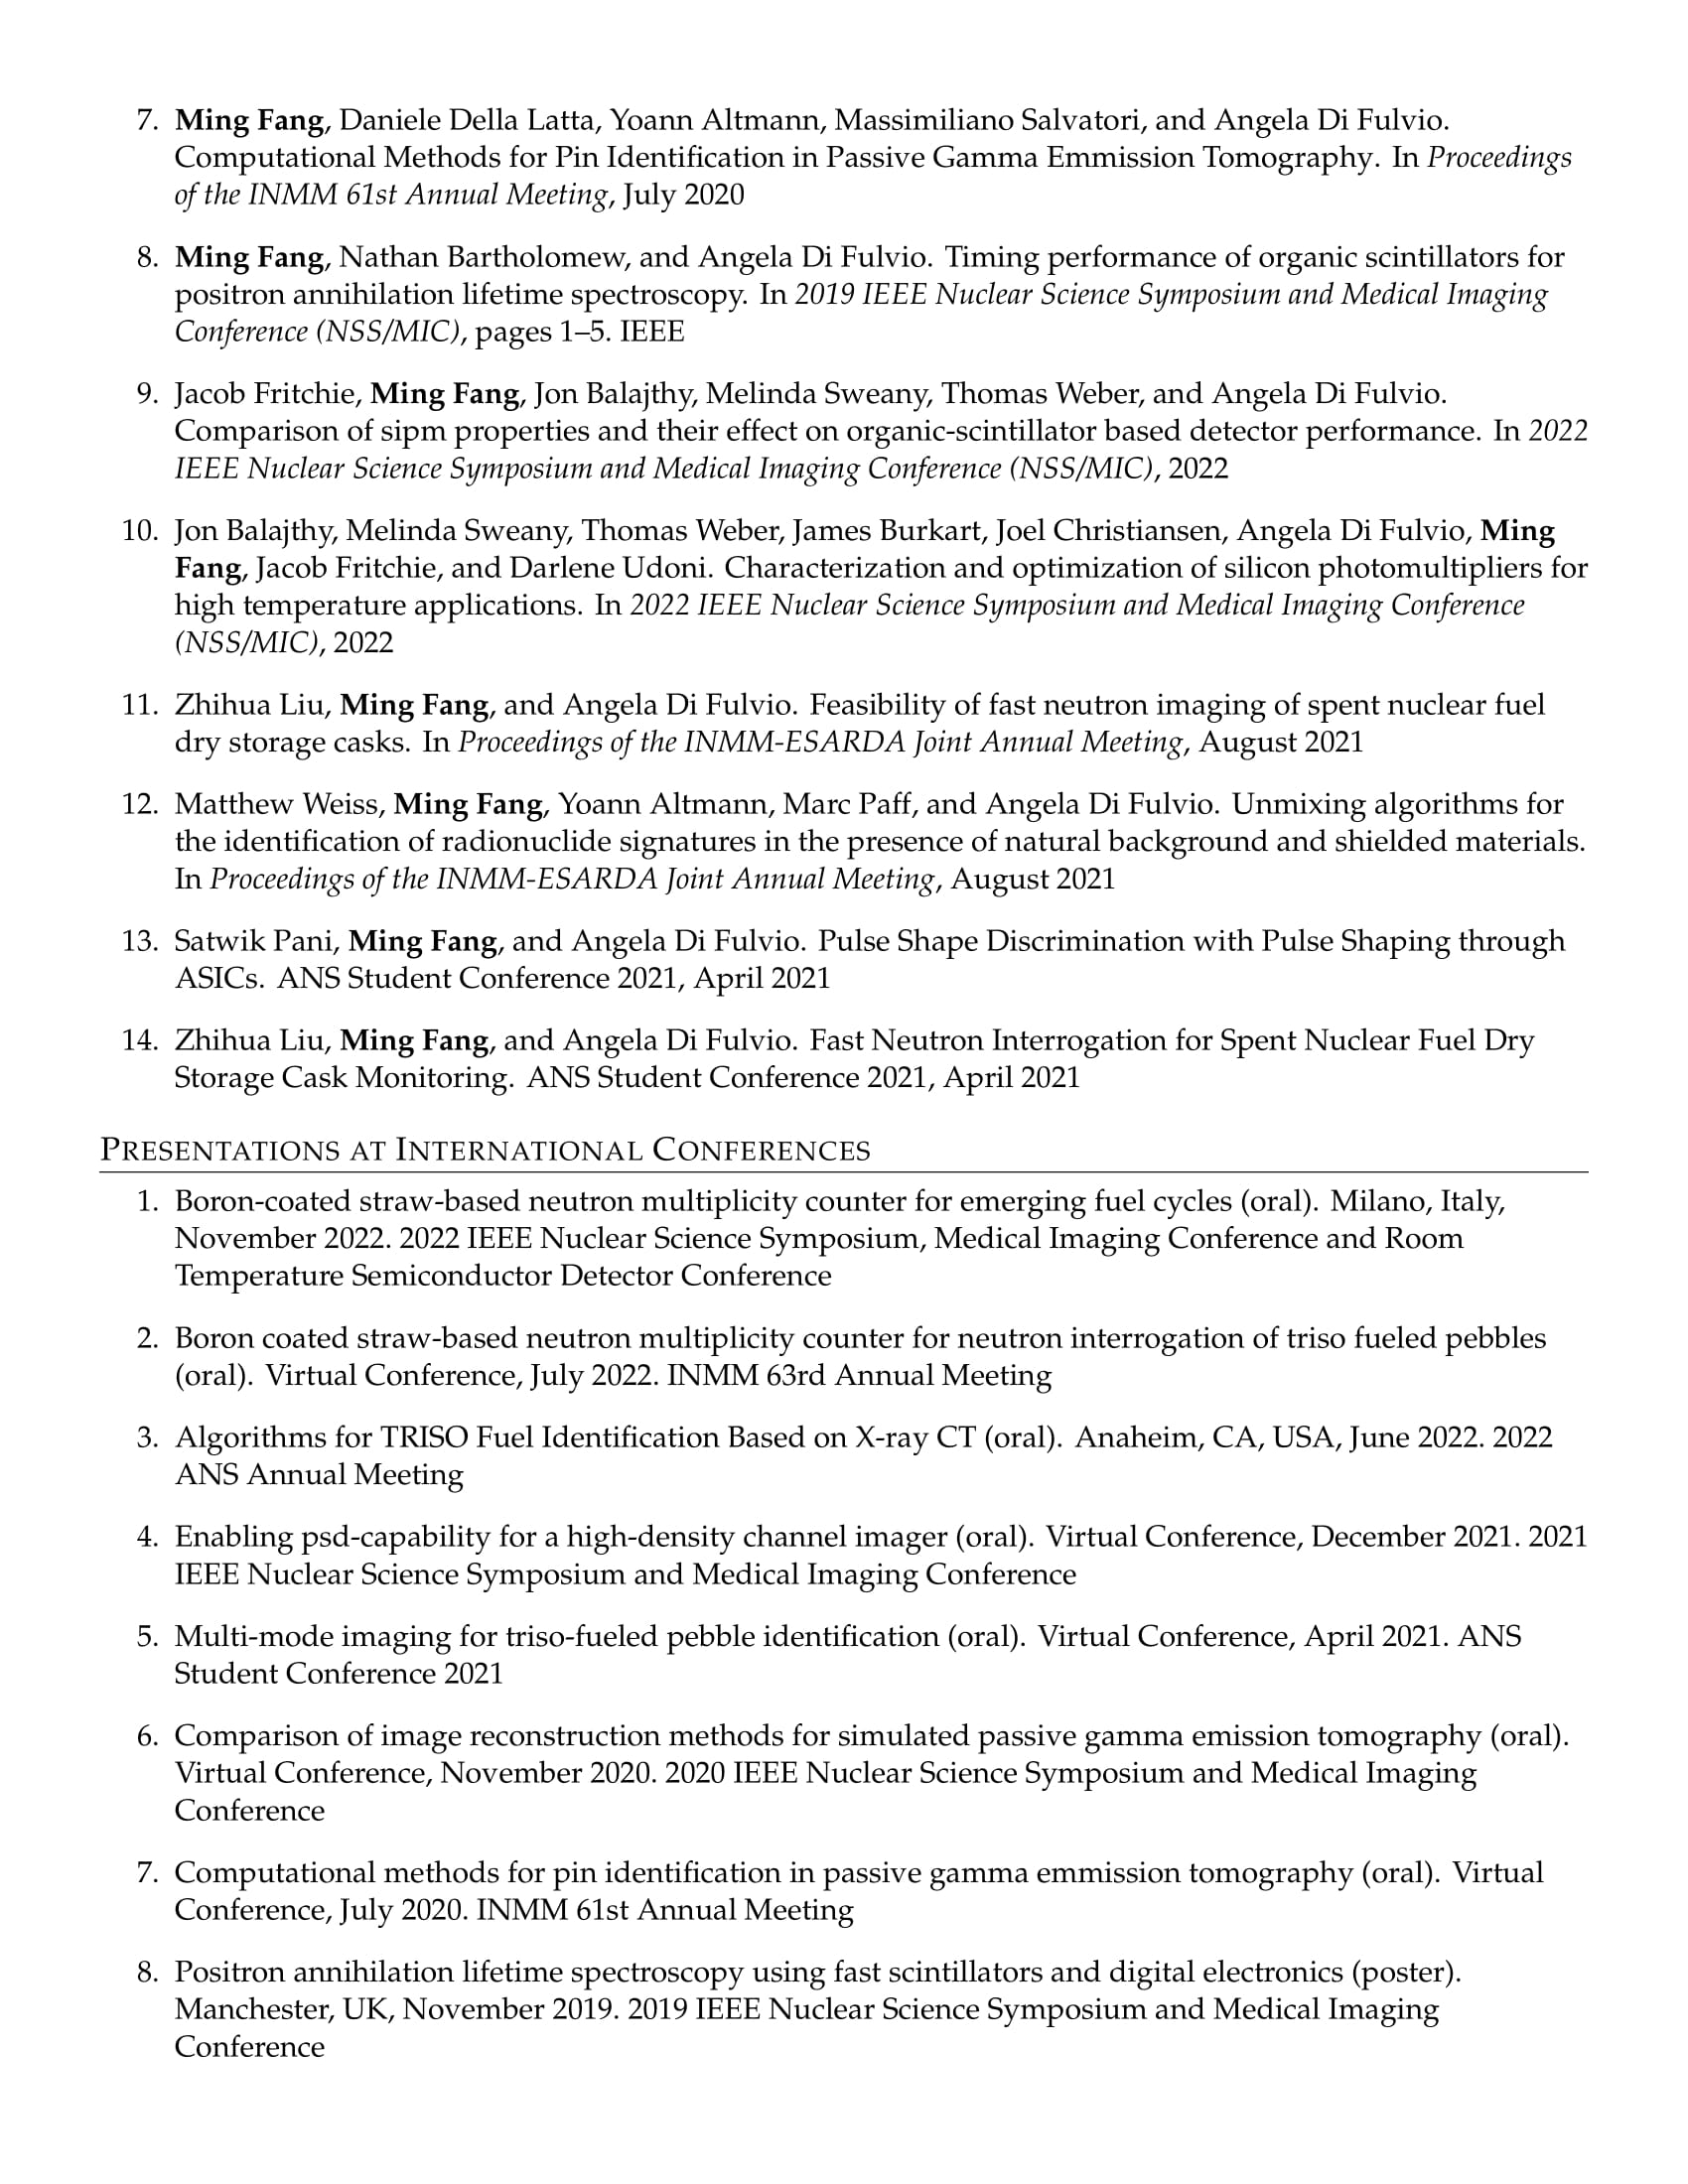 7. Ming Fang, Daniele Della Latta, Yoann Altmann, Massimiliano Salvatori, and Angela Di Fulvio.
Computational Methods for Pin Identification in Passive Gamma Emmission Tomography. In Proceedings
of the INMM 61st Annual Meeting, July 2020
8. Ming Fang, Nathan Bartholomew, and Angela Di Fulvio. Timing performance of organic scintillators for
positron annihilation lifetime spectroscopy. In 2019 IEEE Nuclear Science Symposium and Medical Imaging
Conference (NSS/MIC), pages 1–5. IEEE
9. Jacob Fritchie, Ming Fang, Jon Balajthy, Melinda Sweany, Thomas Weber, and Angela Di Fulvio.
Comparison of sipm properties and their effect on organic-scintillator based detector performance. In 2022
IEEE Nuclear Science Symposium and Medical Imaging Conference (NSS/MIC), 2022
10. Jon Balajthy, Melinda Sweany, Thomas Weber, James Burkart, Joel Christiansen, Angela Di Fulvio, Ming
Fang, Jacob Fritchie, and Darlene Udoni. Characterization and optimization of silicon photomultipliers for
high temperature applications. In 2022 IEEE Nuclear Science Symposium and Medical Imaging Conference
(NSS/MIC), 2022
11. Zhihua Liu, Ming Fang, and Angela Di Fulvio. Feasibility of fast neutron imaging of spent nuclear fuel
dry storage casks. In Proceedings of the INMM-ESARDA Joint Annual Meeting, August 2021
12. Matthew Weiss, Ming Fang, Yoann Altmann, Marc Paff, and Angela Di Fulvio. Unmixing algorithms for
the identification of radionuclide signatures in the presence of natural background and shielded materials.
In Proceedings of the INMM-ESARDA Joint Annual Meeting, August 2021
13. Satwik Pani, Ming Fang, and Angela Di Fulvio. Pulse Shape Discrimination with Pulse Shaping through
ASICs. ANS Student Conference 2021, April 2021
14. Zhihua Liu, Ming Fang, and Angela Di Fulvio. Fast Neutron Interrogation for Spent Nuclear Fuel Dry
Storage Cask Monitoring. ANS Student Conference 2021, April 2021
PRESENTATIONS AT INTERNATIONAL CONFERENCES
1. Boron-coated straw-based neutron multiplicity counter for emerging fuel cycles (oral). Milano, Italy,
November 2022. 2022 IEEE Nuclear Science Symposium, Medical Imaging Conference and Room
Temperature Semiconductor Detector Conference
2. Boron coated straw-based neutron multiplicity counter for neutron interrogation of triso fueled pebbles
(oral). Virtual Conference, July 2022. INMM 63rd Annual Meeting
3. Algorithms for TRISO Fuel Identification Based on X-ray CT (oral). Anaheim, CA, USA, June 2022. 2022
ANS Annual Meeting
4. Enabling psd-capability for a high-density channel imager (oral). Virtual Conference, December 2021. 2021
IEEE Nuclear Science Symposium and Medical Imaging Conference
5. Multi-mode imaging for triso-fueled pebble identification (oral). Virtual Conference, April 2021. ANS
Student Conference 2021
6. Comparison of image reconstruction methods for simulated passive gamma emission tomography (oral).
Virtual Conference, November 2020. 2020 IEEE Nuclear Science Symposium and Medical Imaging
Conference
7. Computational methods for pin identification in passive gamma emmission tomography (oral). Virtual
Conference, July 2020. INMM 61st Annual Meeting
8. Positron annihilation lifetime spectroscopy using fast scintillators and digital electronics (poster).
Manchester, UK, November 2019. 2019 IEEE Nuclear Science Symposium and Medical Imaging
Conference